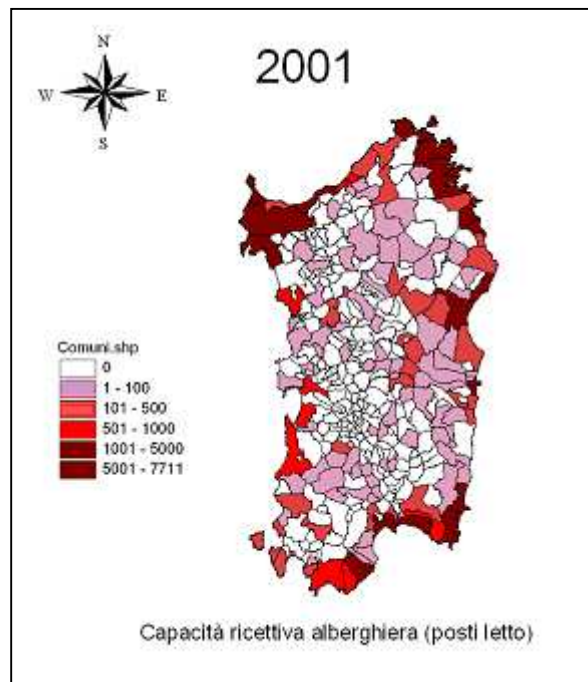 N
2001
W E
S
Comuni.shp
0
1 - 100
101 - 500
501 - 1000
1001 - 5000
5001 - 7711
Capacità ricettiva alberghiera (posti letto)